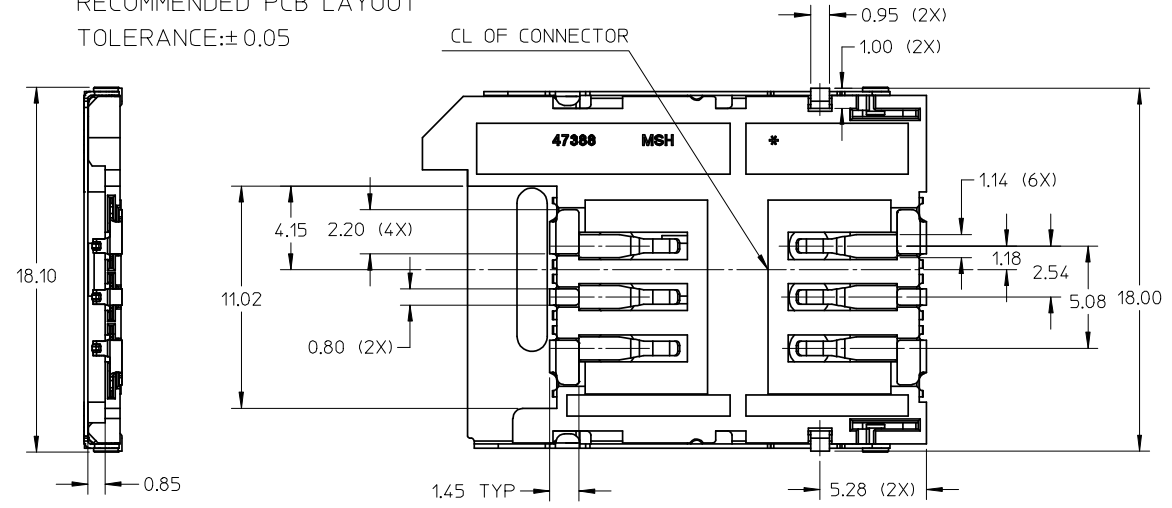 RECOMMENDED PCB LAYOUT
TOLERANCE:± 0.05
CL OF CONNECTOR
0.95 (2X)
1.00 (2X)
47388 MSH *
1.14 (6X)
4.15
2.20 (4X)
1.18
2.54
18.10
11.02
5.08
18.00
0.80 (2X)
0.85
1.45 TYP
5.28 (2X)